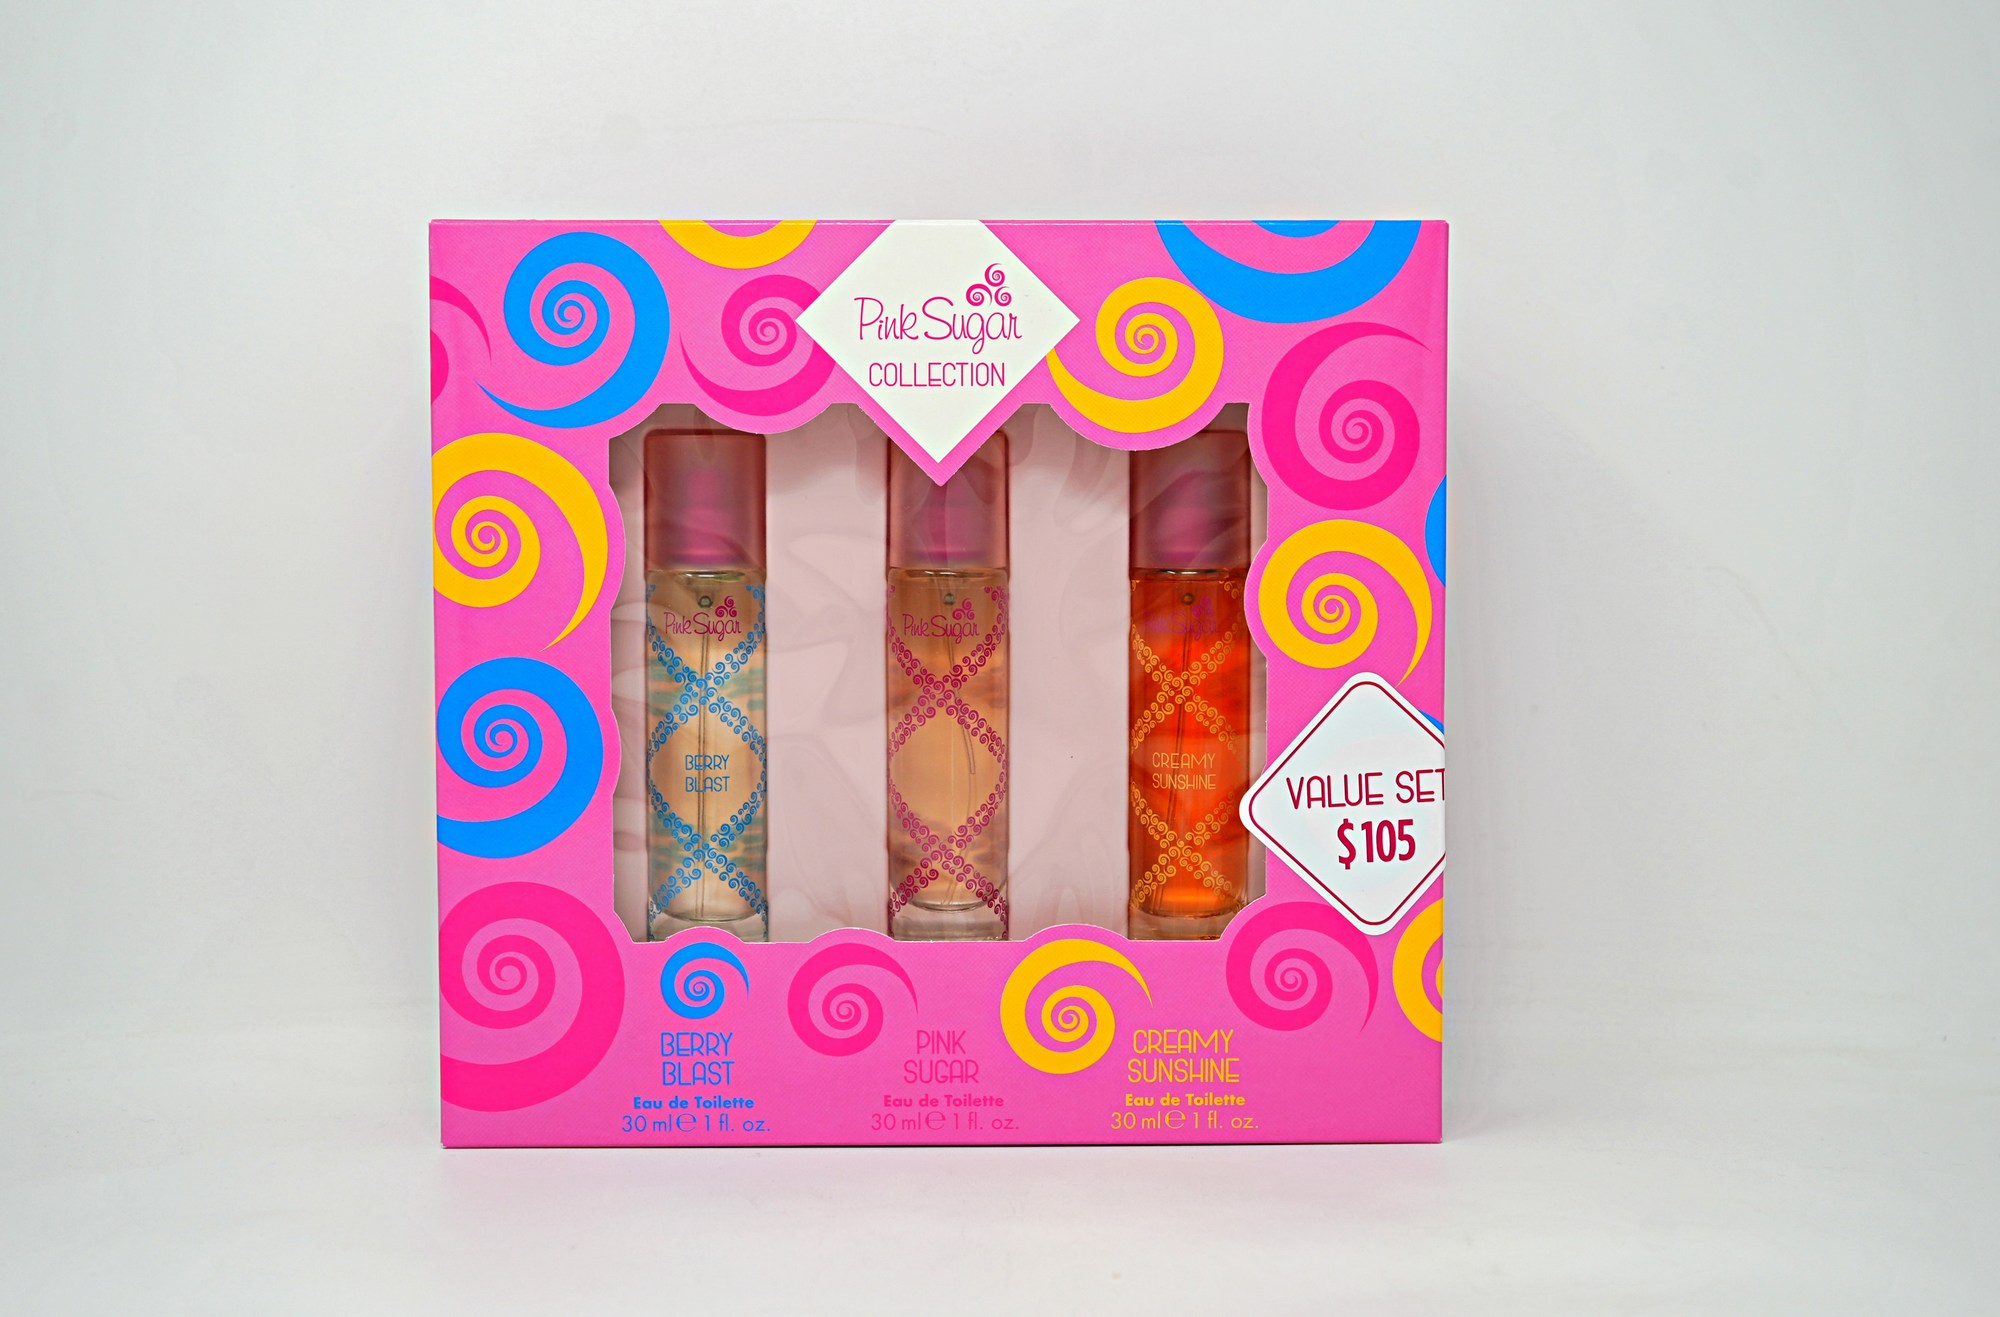 Pink Sugar
COLLECTION
Pink Sugar
BERRY
BLAST
Pink Sugar
Pink Sugar
CREAMY
SUNSHINE
VALUE SET
$105
BERRY
BLAST
Eau de Toilette
30 ml ℮ 1 fl. oz.
PINK
SUGAR
Eau de Toilette
30 ml ℮ 1 fl. oz.
CREAMY
SUNSHINE
Eau de Toilette
30 ml ℮ 1 fl. oz.